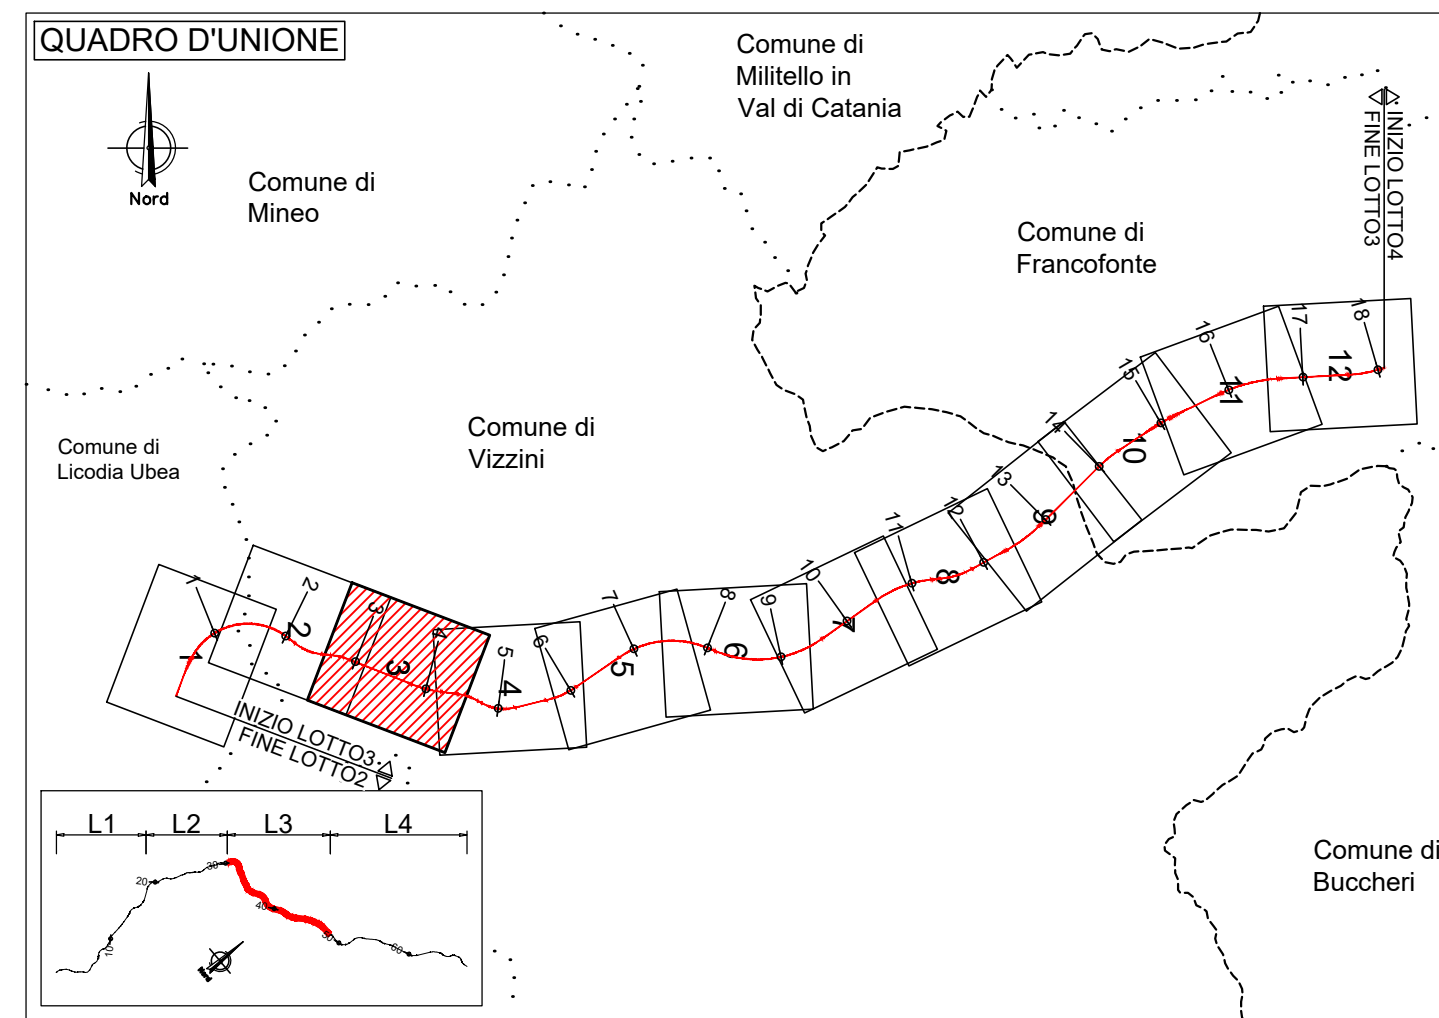 QUADRO D'UNIONE
Nord
Comune di
Mineo
Comune di
Militello in
Val di Catania
Comune di
Francofonte
INIZIO LOTTO4
FINE LOTTO3
Comune di
Licodia Ubea
Comune di
Vizzini
1
2
3
4
5
6
7
8
9
10
11
12
13
14
15
16
17
18
1
2
3
4
5
6
7
8
9
10
11
12
INIZIO LOTTO3
FINE LOTTO2
L1
L2
L3
L4
10
20
30
40
50
60
Nord
Comune di
Buccheri